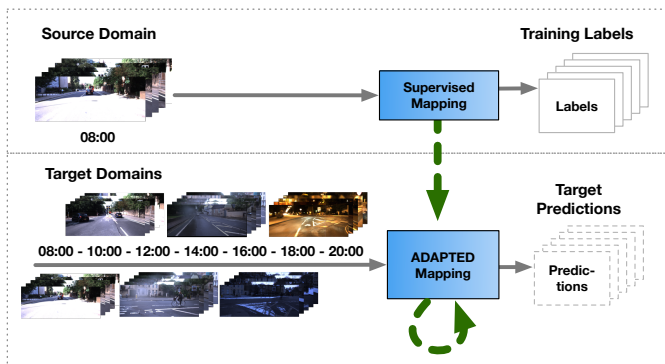 Source Domain
Training Labels
Supervised
Mapping
Labels
08:00
Target Domains
Target
Predictions
08:00 - 10:00 - 12:00 - 14:00 - 16:00 - 18:00 - 20:00
ADAPTED
Mapping
Predic-
tions